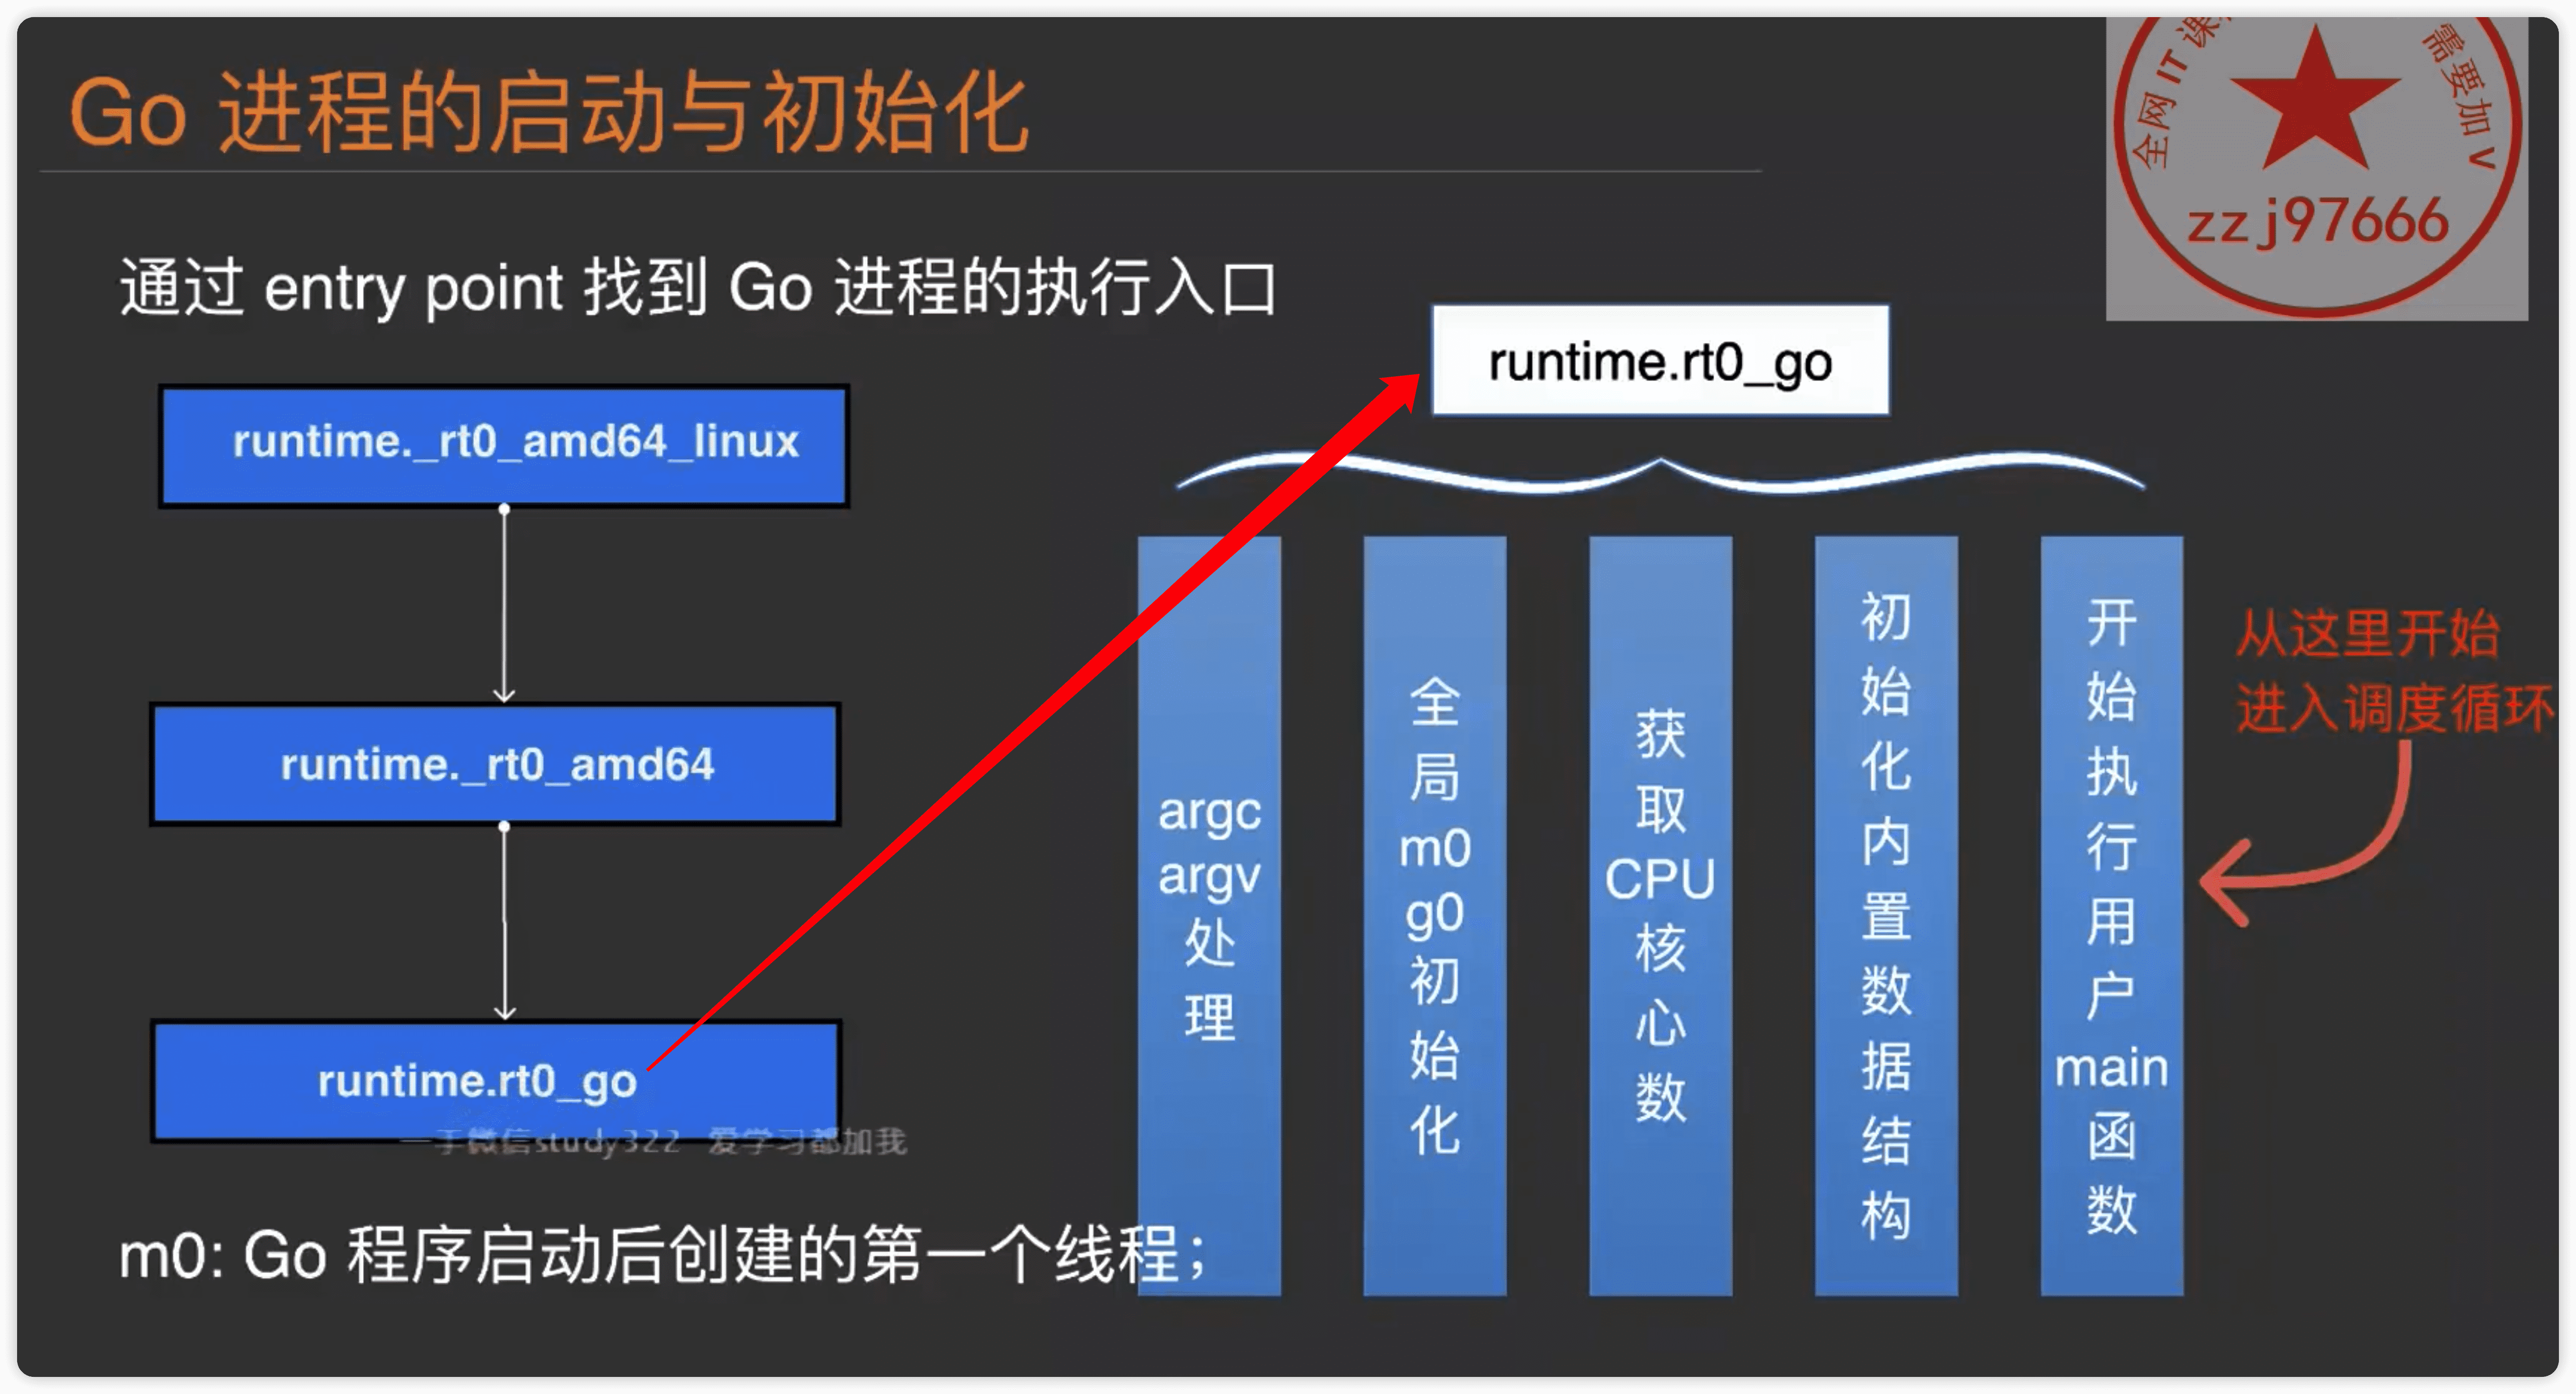 Go 进程的启动与初始化
全网 IT 课
需要加 V
zzj97666
通过 entry point 找到 Go 进程的执行入口
runtime._rt0_amd64_linux
runtime._rt0_amd64
runtime.rt0_go
一手微信study322 爱学习都加我
m0: Go 程序启动后创建的第一个线程；
runtime.rt0_go
argc
argv
处
理
全
局
m0
g0
初
始
化
获
取
CPU
核
心
数
初
始
化
内
置
数
据
结
构
开
始
执
行
用
户
main
函
数
从这里开始
进入调度循环